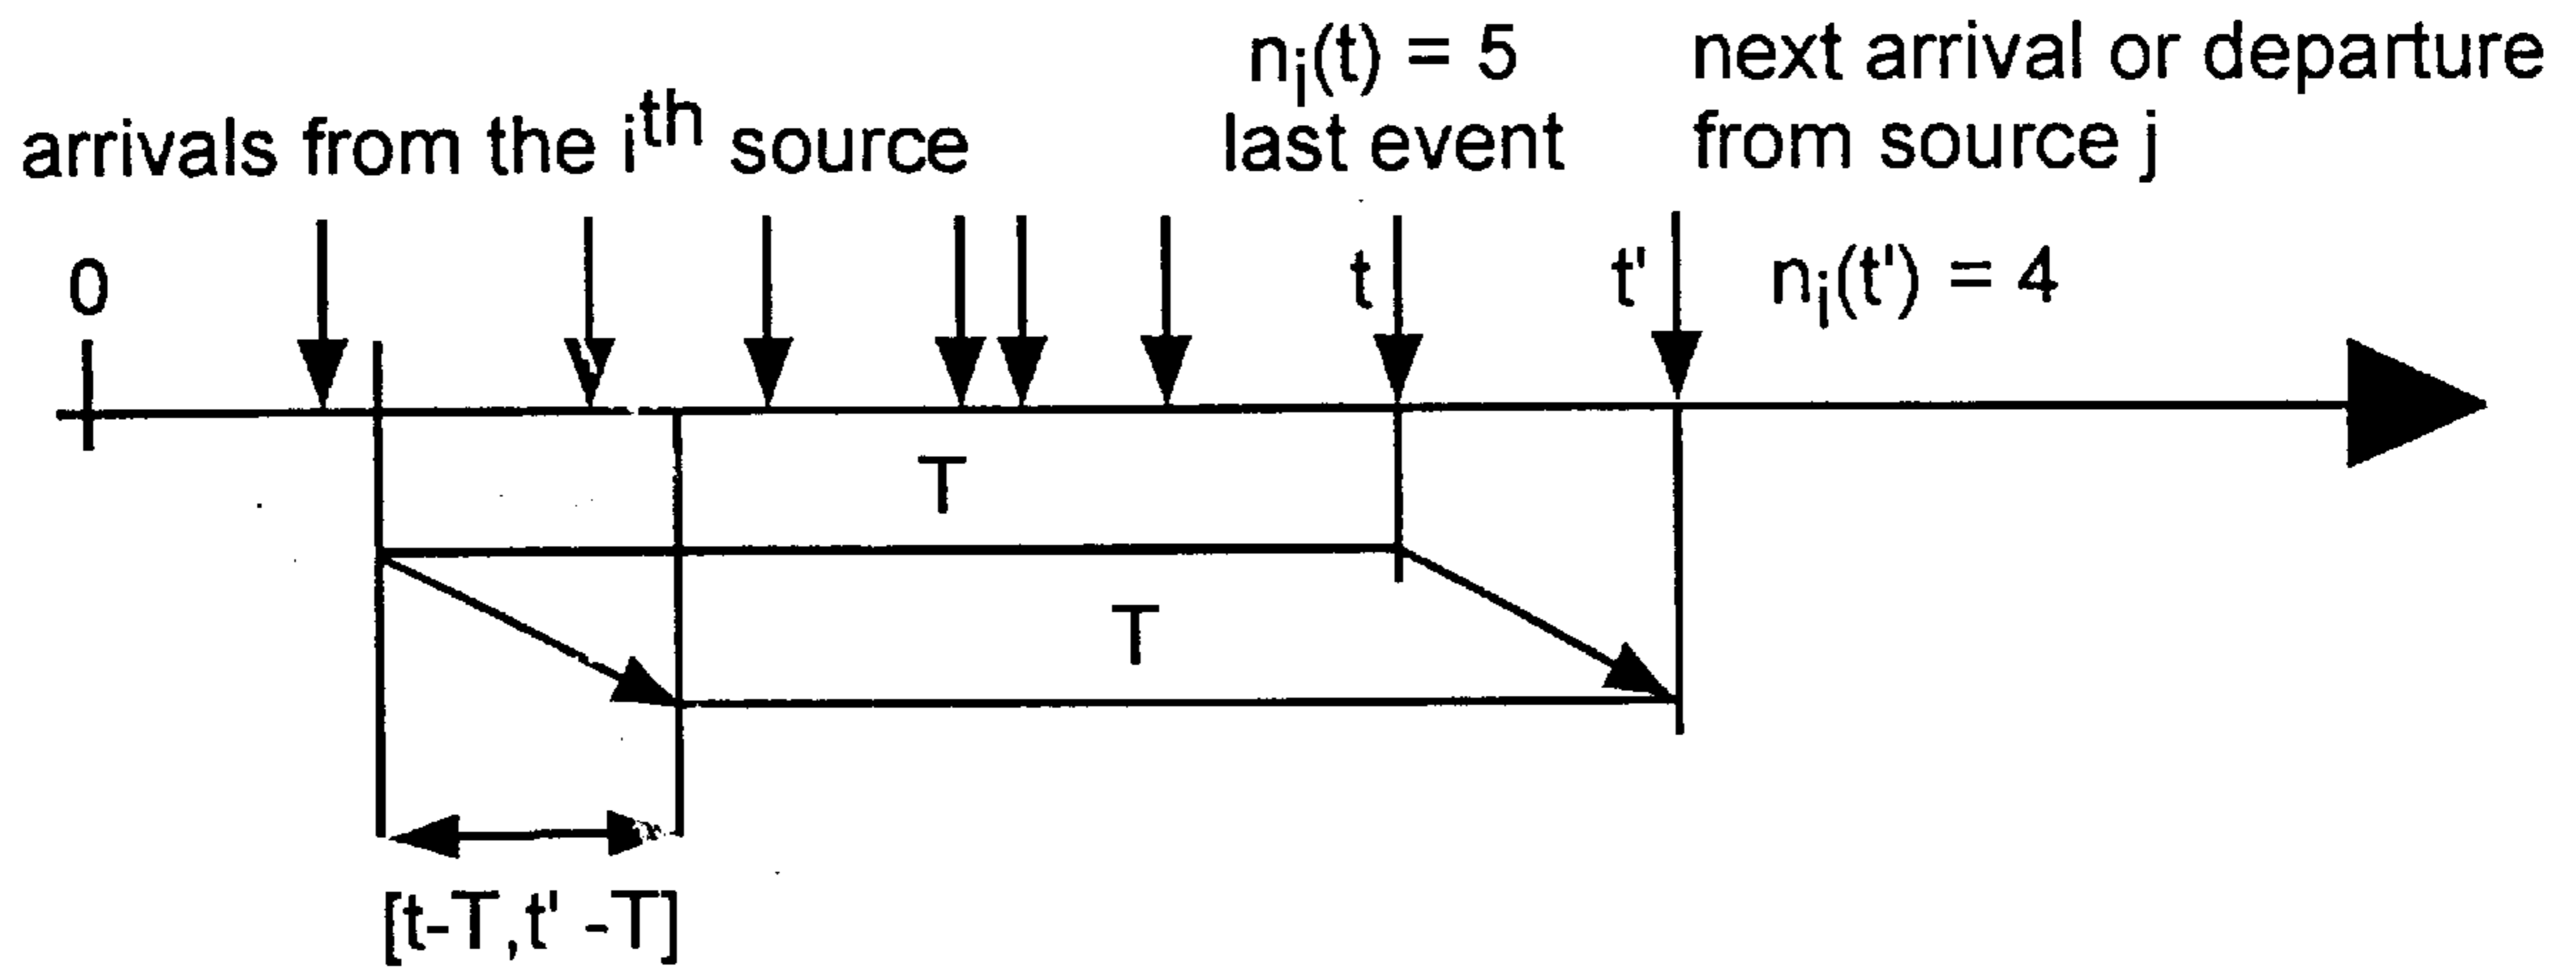 n_i(t) = 5
next arrival or departure
arrivals from the i^th source
last event
from source j
0
t
t'
n_i(t') = 4
T
T
[t-T,t' -T]